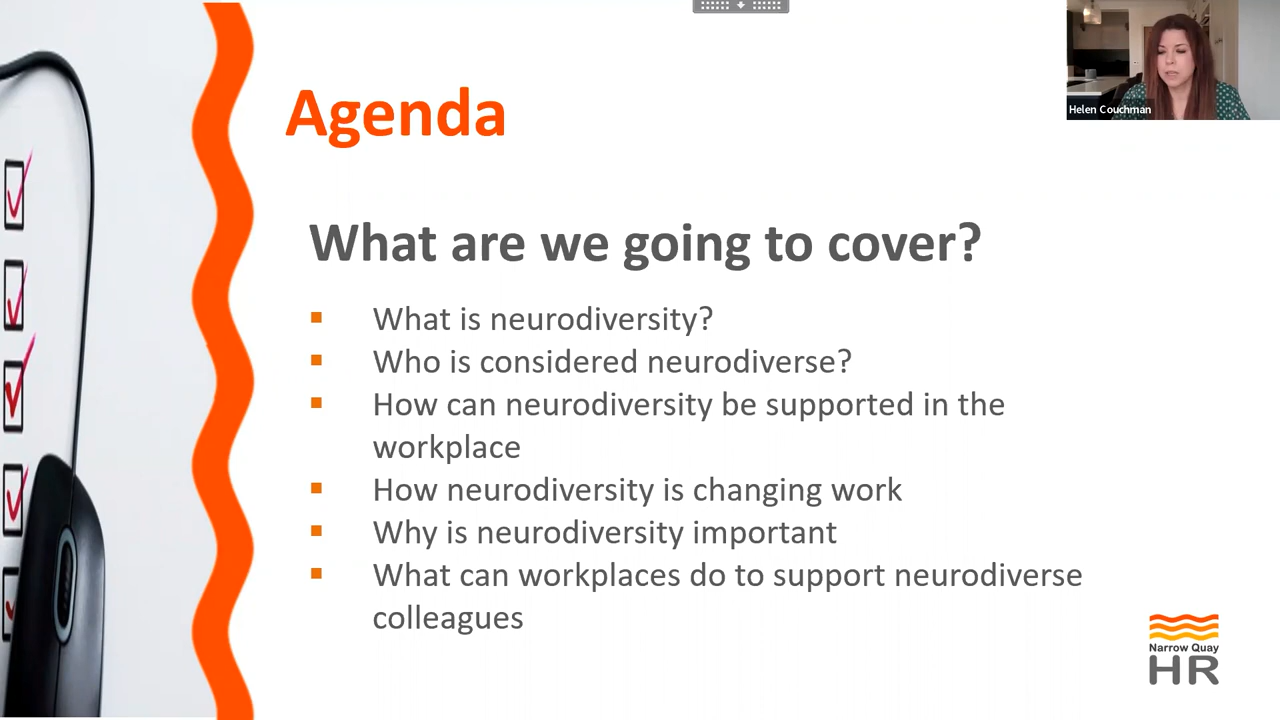 Helen Couchman
Agenda
What are we going to cover?
What is neurodiversity?
Who is considered neurodiverse?
How can neurodiversity be supported in the
workplace
How neurodiversity is changing work
Why is neurodiversity important
What can workplaces do to support neurodiverse
colleagues
Narrow Quay
HR